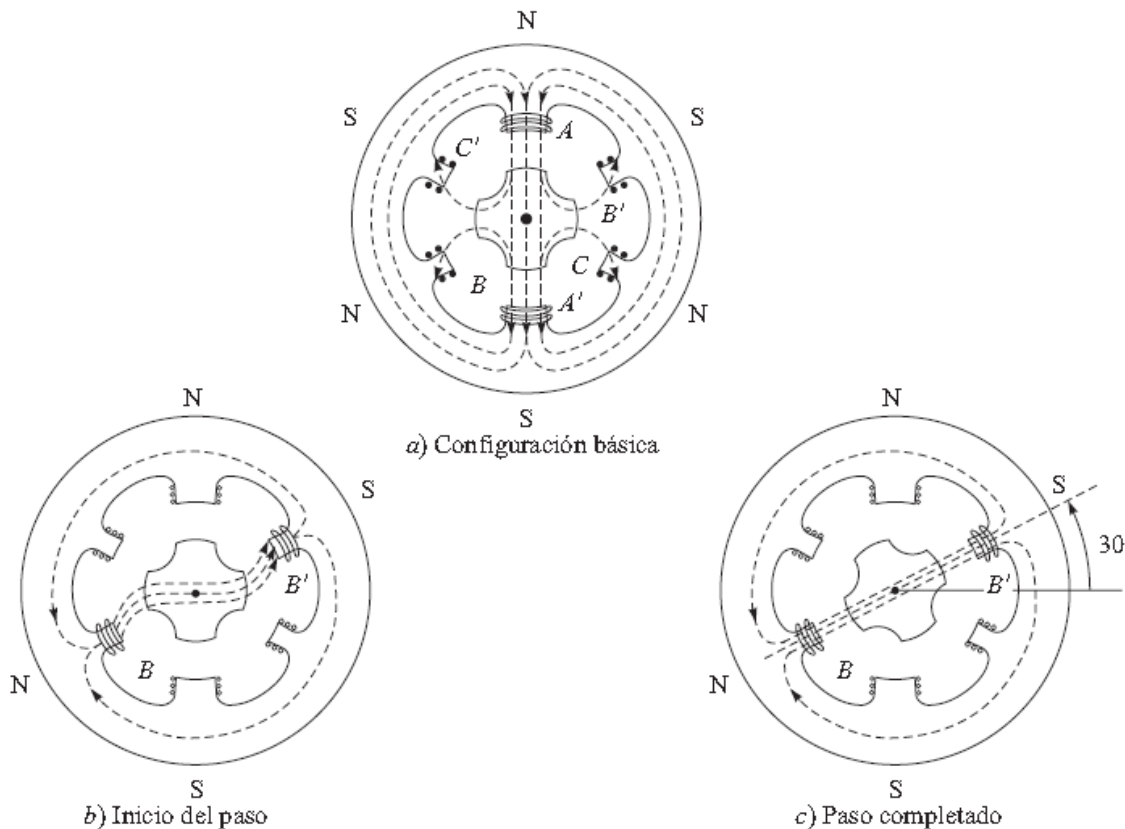 N
S
S
A
C'
B'
C
B
A'
N
N
S
a) Configuración básica
N
S
B'
B
N
S
b) Inicio del paso
N
S
30
B'
B
N
S
c) Paso completado